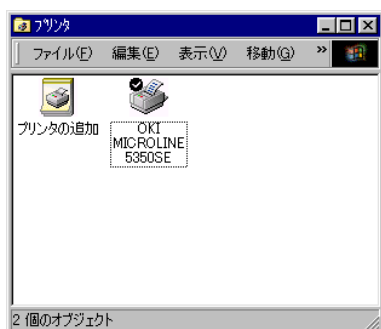 プリンタ
ファイル(F) 編集(E) 表示(V) 移動(G) »
プリンタの追加
OKI
MICROLINE
5350SE
2 個のオブジェクト